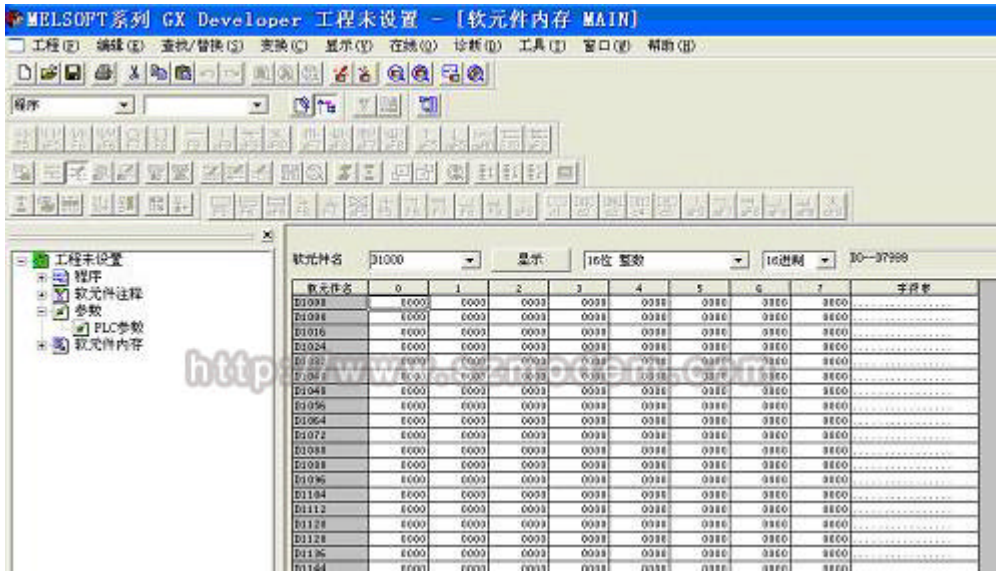 MELSOFT系列 GX Developer 工程未设置 - [软元件内存 MAIN]
工程(F) 编辑(E) 查找/替换(S) 变换(C) 显示(V) 在线(O) 诊断(D) 工具(T) 窗口(W) 帮助(H)
程序
工程未设置
程序
软元件注释
参数
PLC参数
软元件内存
软元件名 D1000 显示 16位 整数 16进制 D0--D7999
软元件名 0 1 2 3 4 5 6 7 字符串
D1000 0000 0000 0000 0000 0000 0000 0000 0000
D1008 0000 0000 0000 0000 0000 0000 0000 0000
D1016 0000 0000 0000 0000 0000 0000 0000 0000
D1024 0000 0000 0000 0000 0000 0000 0000 0000
http://www.szmodem.com
D1048 0000 0000 0000 0000 0000 0000 0000 0000
D1056 0000 0000 0000 0000 0000 0000 0000 0000
D1064 0000 0000 0000 0000 0000 0000 0000 0000
D1072 0000 0000 0000 0000 0000 0000 0000 0000
D1080 0000 0000 0000 0000 0000 0000 0000 0000
D1088 0000 0000 0000 0000 0000 0000 0000 0000
D1096 0000 0000 0000 0000 0000 0000 0000 0000
D1104 0000 0000 0000 0000 0000 0000 0000 0000
D1112 0000 0000 0000 0000 0000 0000 0000 0000
D1120 0000 0000 0000 0000 0000 0000 0000 0000
D1128 0000 0000 0000 0000 0000 0000 0000 0000
D1136 0000 0000 0000 0000 0000 0000 0000 0000
D1144 0000 0000 0000 0000 0000 0000 0000 0000